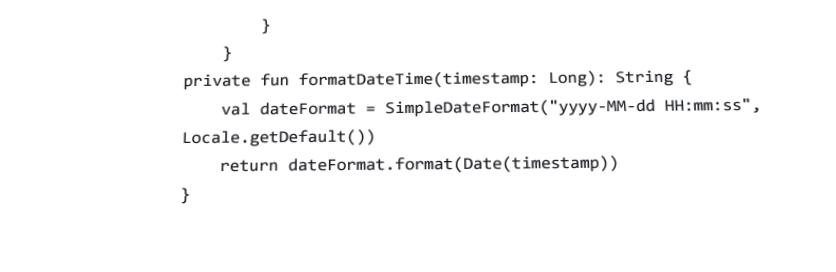 }
}
private fun formatDateTime(timestamp: Long): String {
val dateFormat = SimpleDateFormat("yyyy-MM-dd HH:mm:ss",
Locale.getDefault())
return dateFormat.format(Date(timestamp))
}